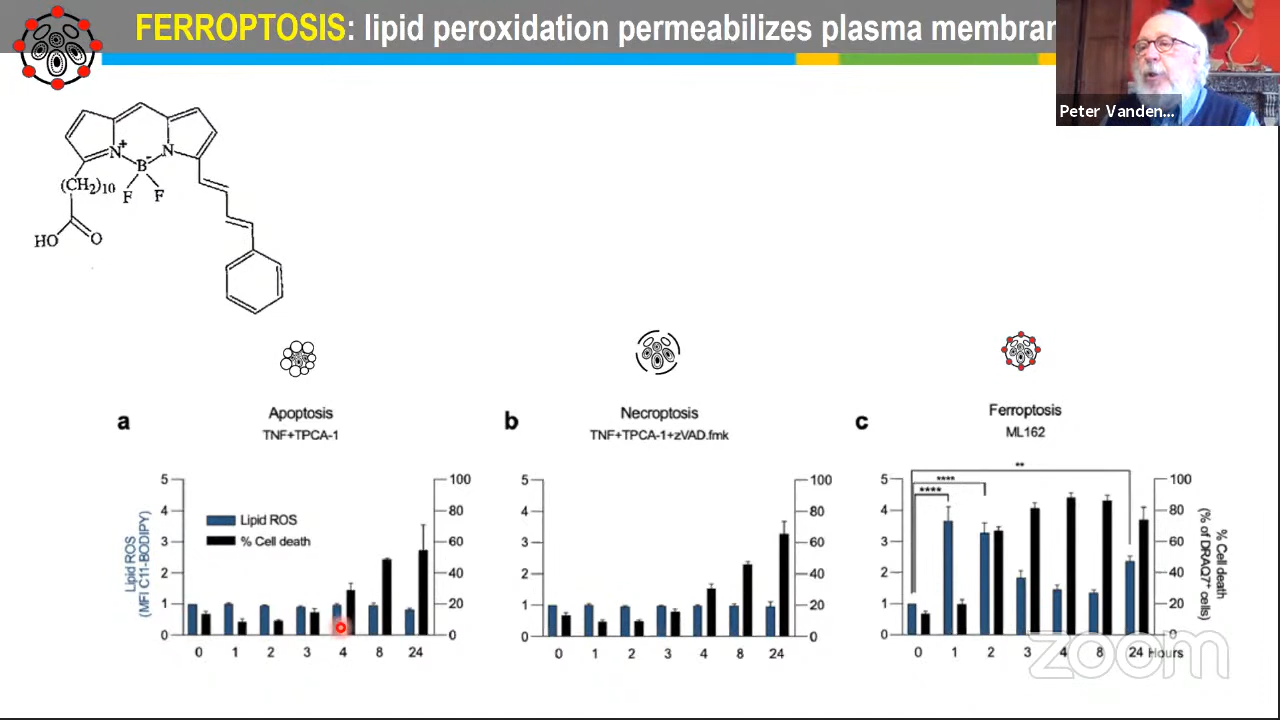 FERROPTOSIS: lipid peroxidation permeabilizes plasma membran
Peter Vanden...
N+
N
B-
(CH2)10
F
F
HO
O
a
Apoptosis
TNF+TPCA-1
b
Necroptosis
TNF+TPCA-1+zVAD.fmk
c
Ferroptosis
ML162
Lipid ROS
(MFI C11-BODIPY)
5
4
3
2
1
0
Lipid ROS
% Cell death
100
80
60
40
20
0
0 1 2 3 4 8 24
5
4
3
2
1
0
100
80
60
40
20
0
0 1 2 3 4 8 24
5
4
3
2
1
0
**
****
****
100
80
60
40
20
0
% Cell death
(% of DRAQ7+ cells)
0 1 2 3 4 8 24 Hours
zoom